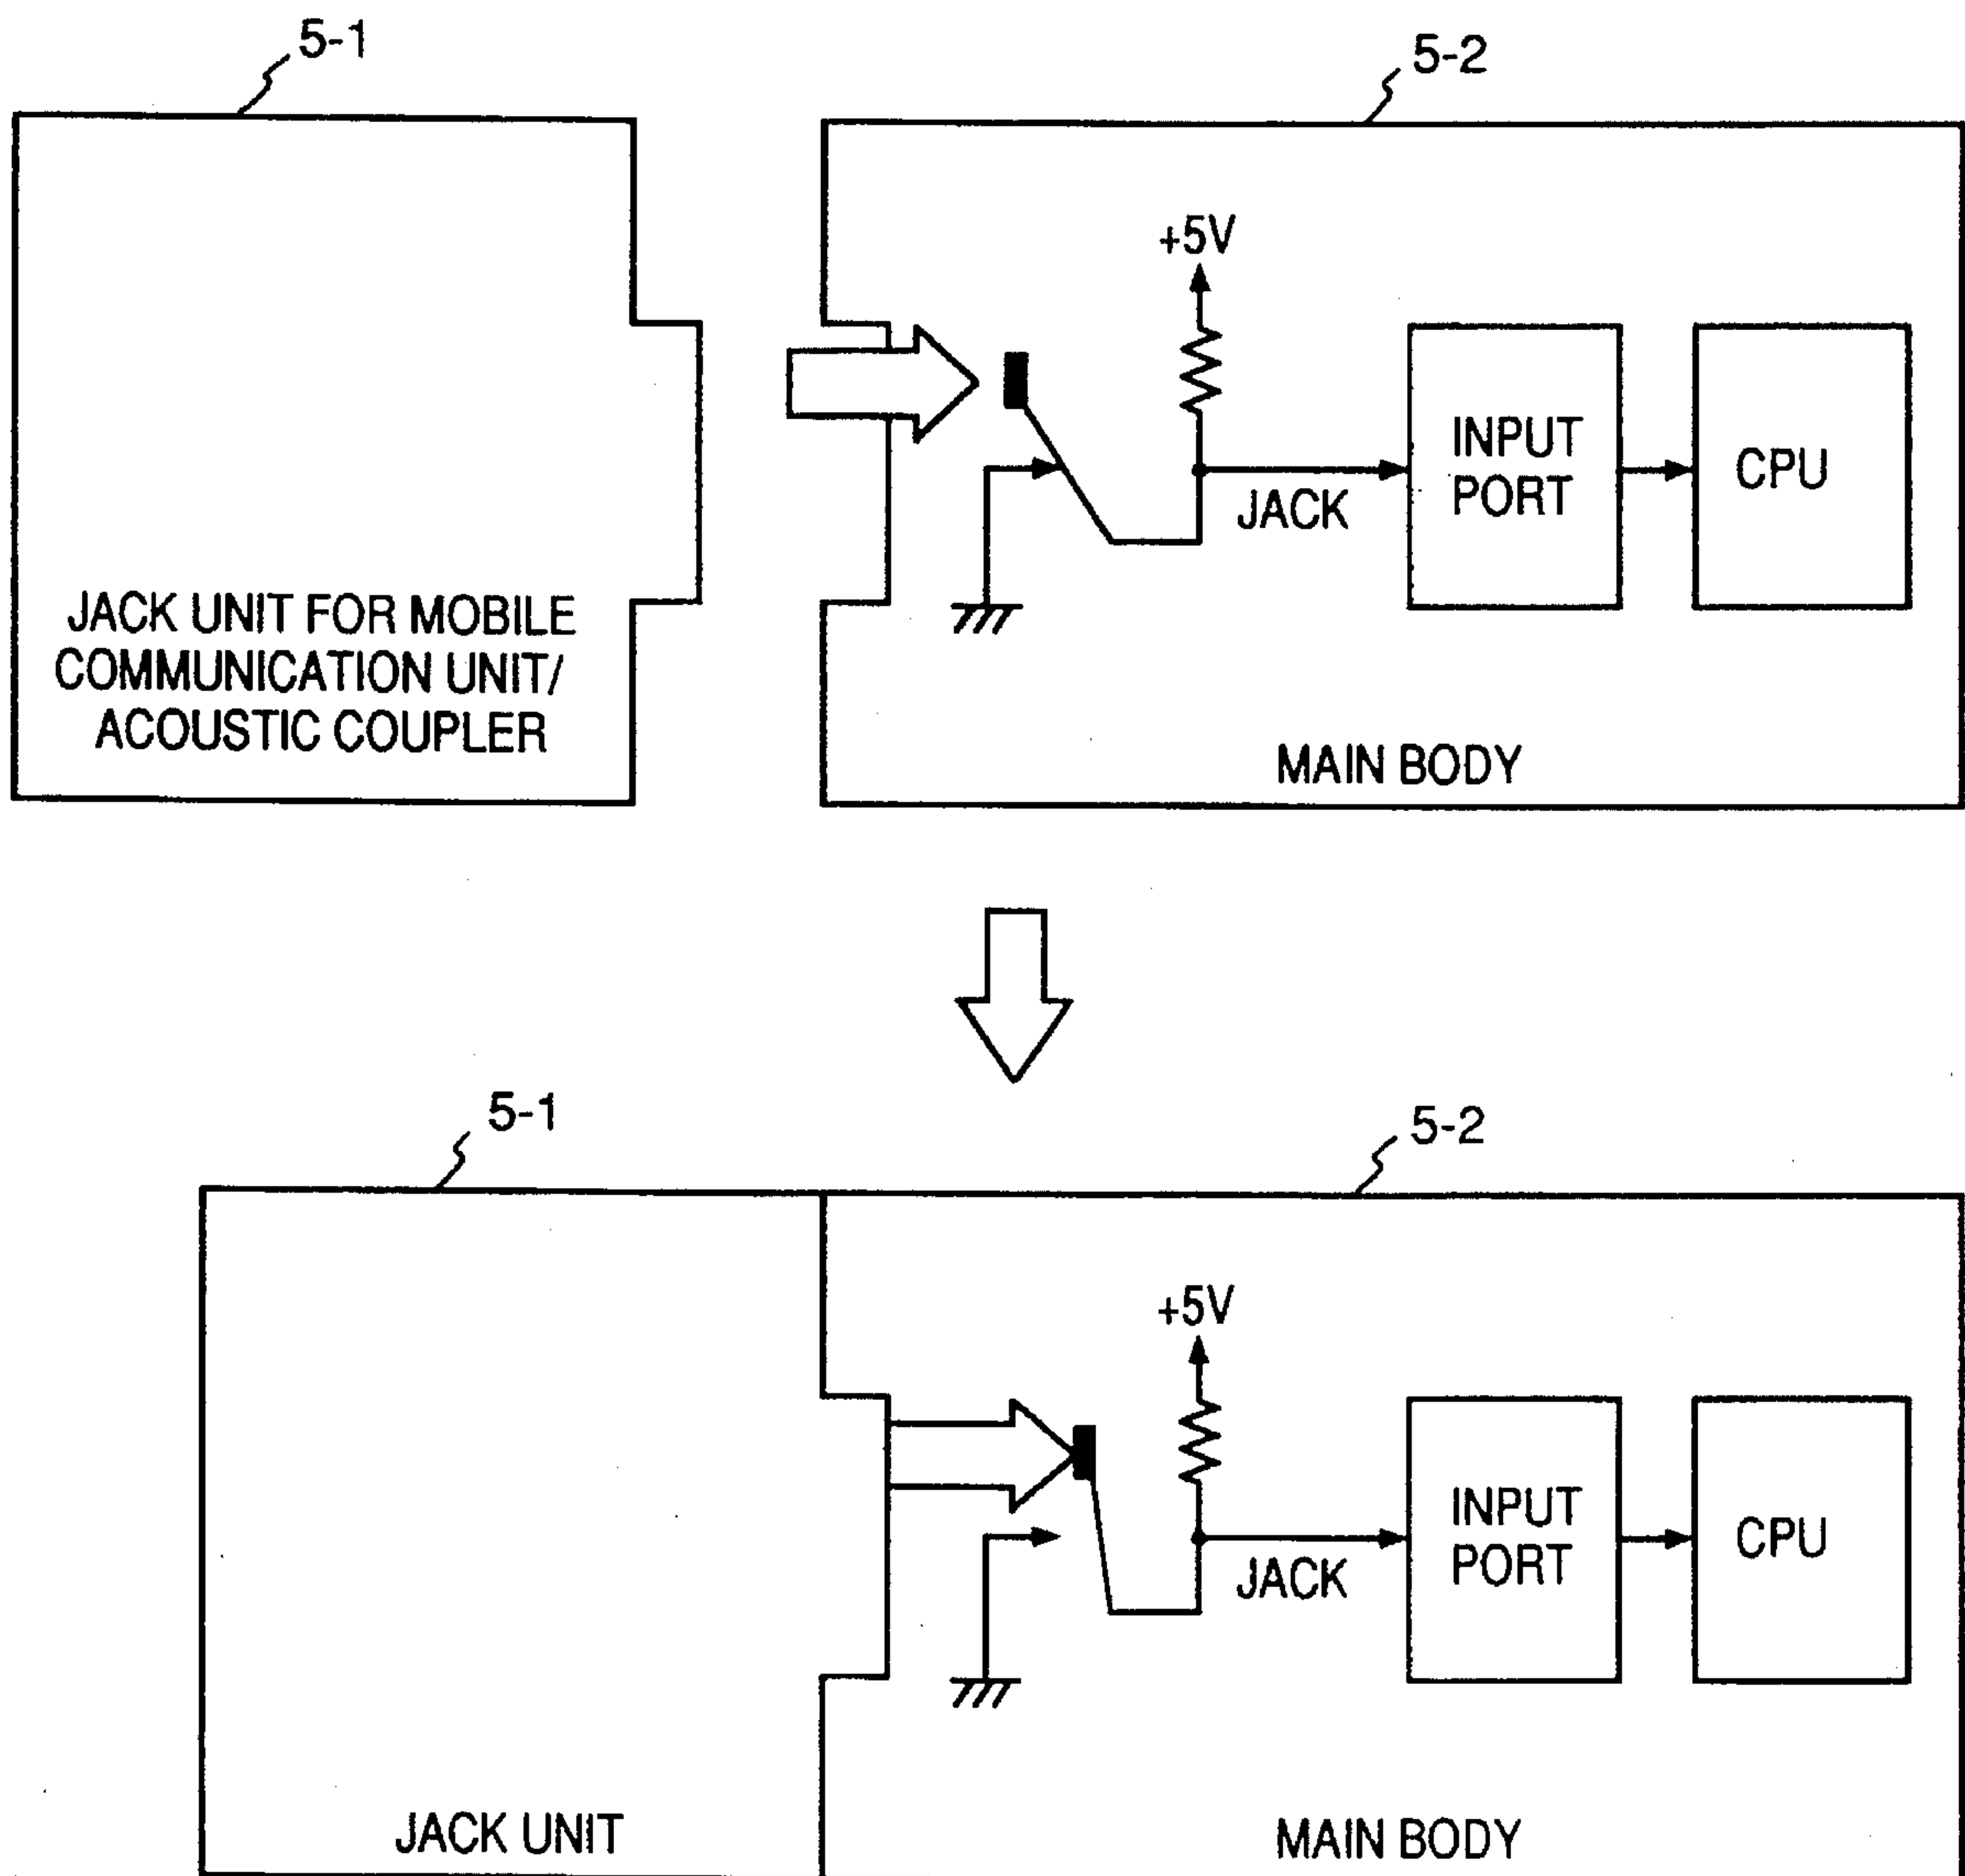 5-1
5-2
+5V
JACK
INPUT
PORT
CPU
JACK UNIT FOR MOBILE
COMMUNICATION UNIT/
ACOUSTIC COUPLER
MAIN BODY
5-1
5-2
+5V
JACK
INPUT
PORT
CPU
JACK UNIT
MAIN BODY